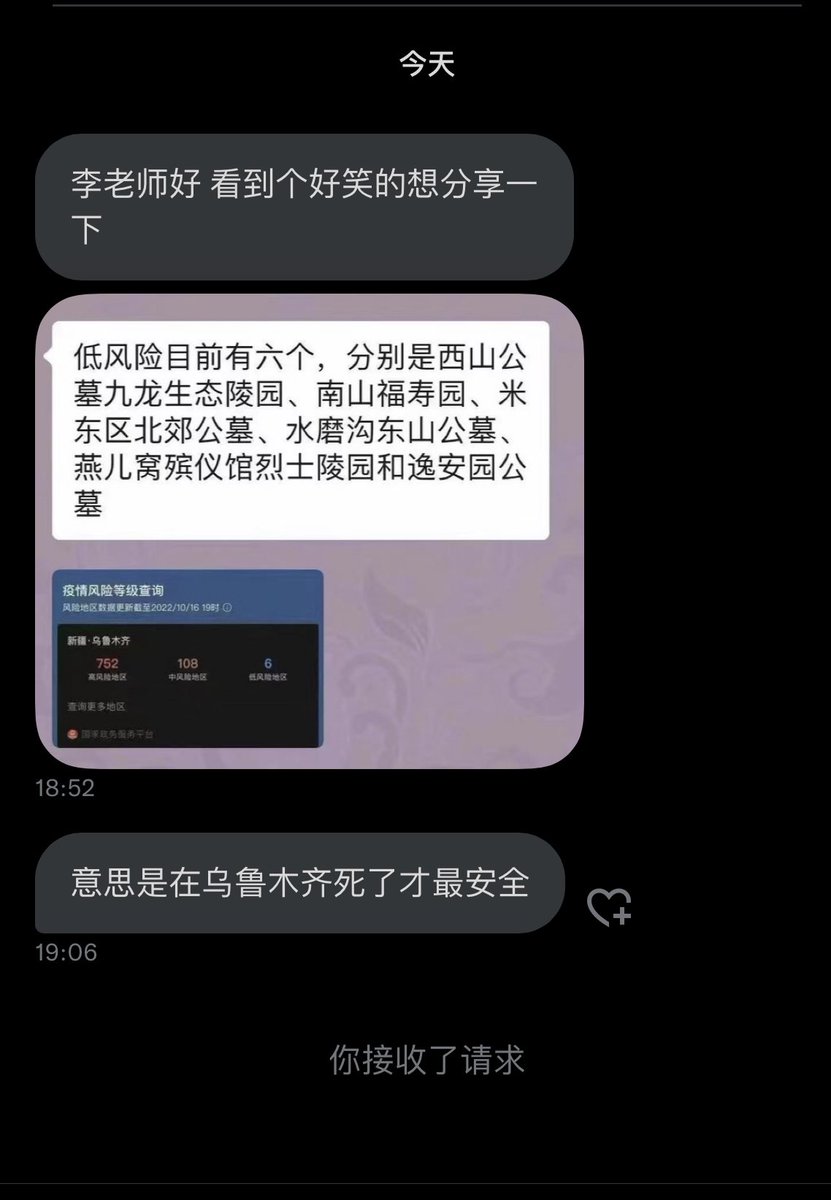 今天
李老师好 看到个好笑的想分享一
下
低风险目前有六个，分别是西山公
墓九龙生态陵园、南山福寿园、米
东区北郊公墓、水磨沟东山公墓、
燕儿窝殡仪馆烈士陵园和逸安园公
墓
疫情风险等级查询
风险地区数据更新截至2022/10/16 19时
新疆·乌鲁木齐
752 108 6
高风险地区 中风险地区 低风险地区
查询更多地区
国家政务服务平台
18:52
意思是在乌鲁木齐死了才最安全
19:06
你接收了请求